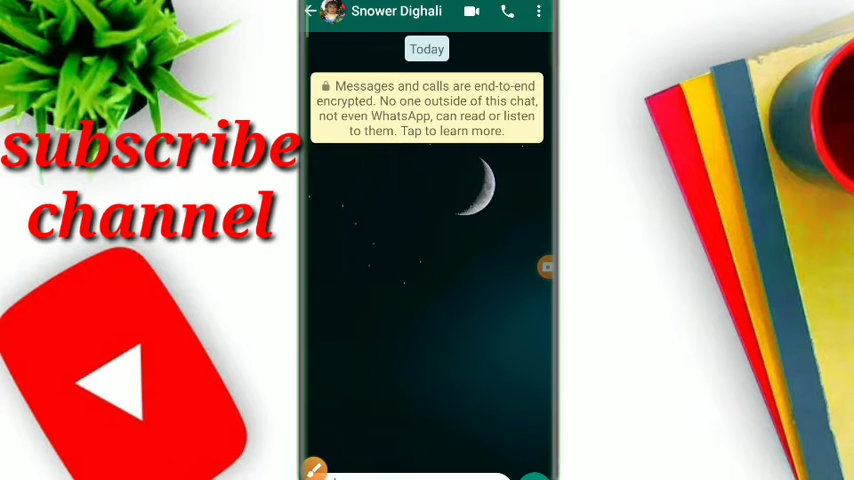 Snower Dighali
Today
Messages and calls are end-to-end
encrypted. No one outside of this chat,
not even WhatsApp, can read or listen
to them. Tap to learn more.
subscribe
channel